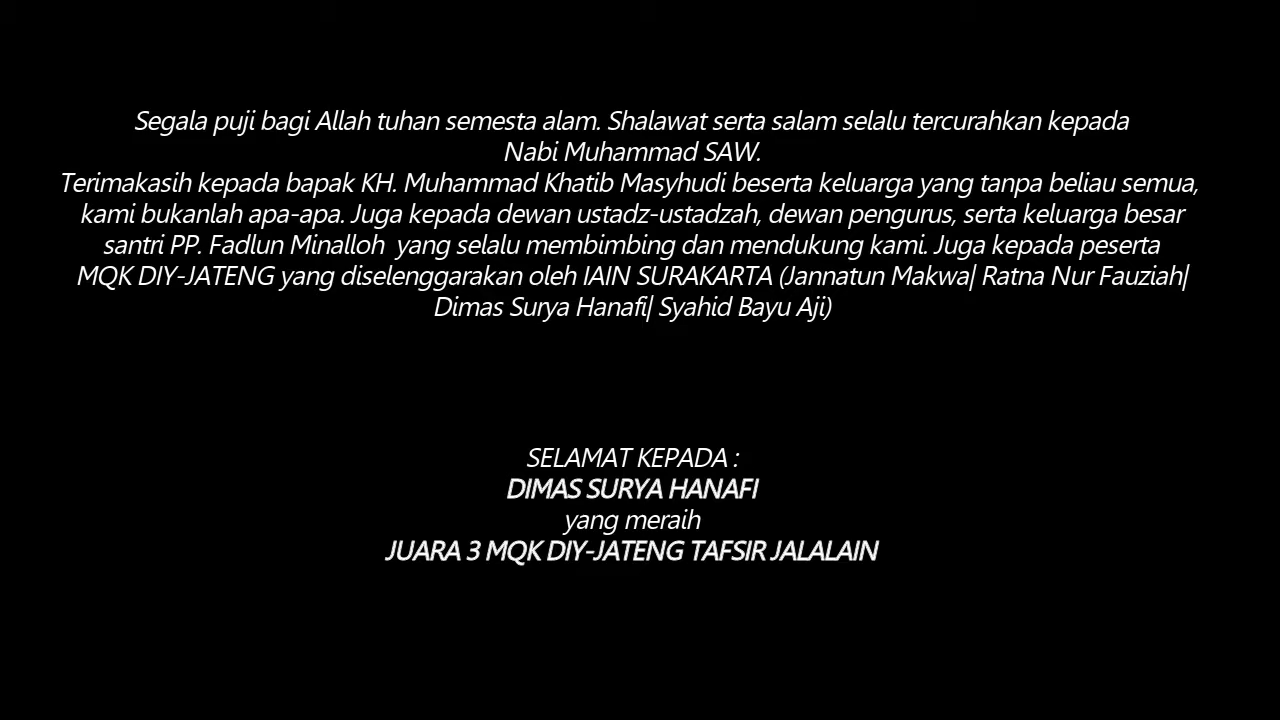 Segala puji bagi Allah tuhan semesta alam. Shalawat serta salam selalu tercurahkan kepada
Nabi Muhammad SAW.
Terimakasih kepada bapak KH. Muhammad Khatib Masyhudi beserta keluarga yang tanpa beliau semua,
kami bukanlah apa-apa. Juga kepada dewan ustadz-ustadzah, dewan pengurus, serta keluarga besar
santri PP. Fadlun Minalloh  yang selalu membimbing dan mendukung kami. Juga kepada peserta
MQK DIY-JATENG yang diselenggarakan oleh IAIN SURAKARTA (Jannatun Makwa| Ratna Nur Fauziah|
Dimas Surya Hanafi| Syahid Bayu Aji)
SELAMAT KEPADA :
DIMAS SURYA HANAFI
yang meraih
JUARA 3 MQK DIY-JATENG TAFSIR JALALAIN